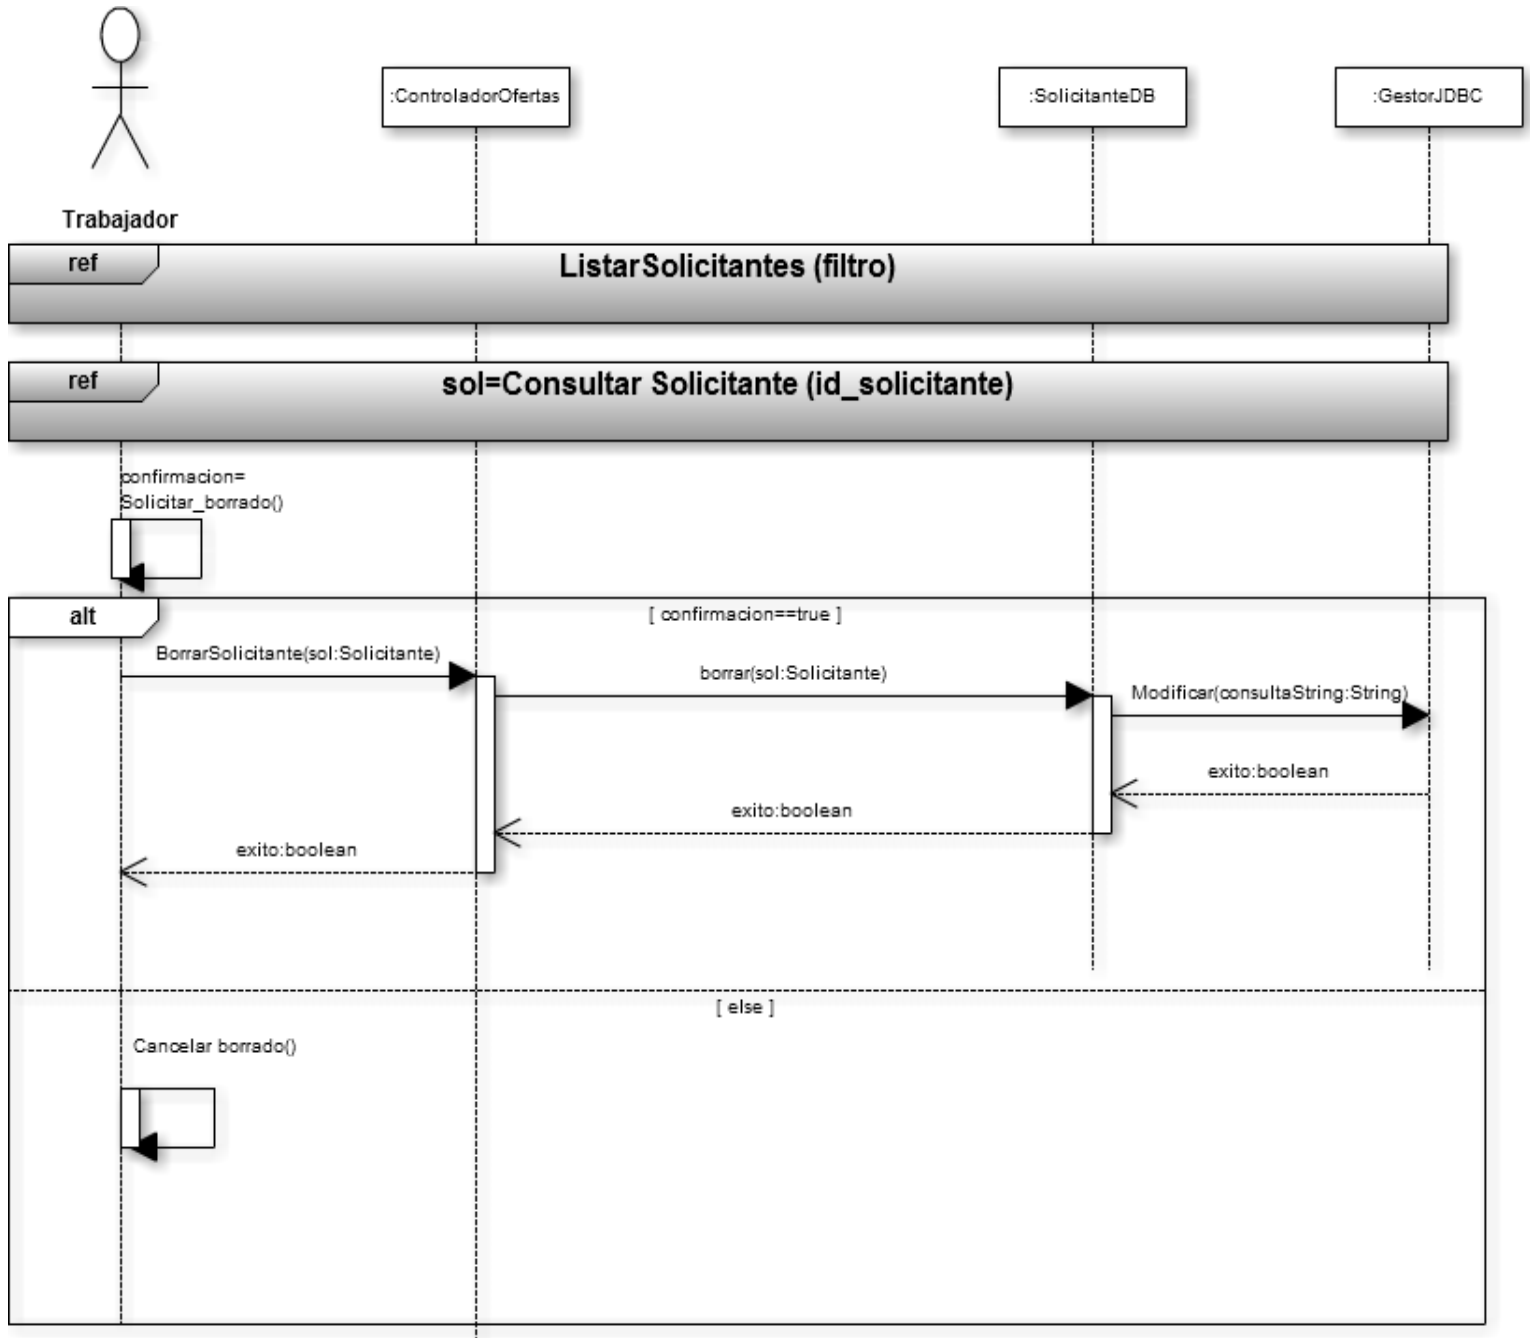 :ControladorOfertas
:SolicitanteDB
:GestorJDBC
Trabajador
ref
ListarSolicitantes (filtro)
ref
sol=Consultar Solicitante (id_solicitante)
confirmacion=
Solicitar_borrado()
alt
[ confirmacion==true ]
BorrarSolicitante(sol:Solicitante)
borrar(sol:Solicitante)
Modificar(consultaString:String)
exito:boolean
exito:boolean
exito:boolean
[ else ]
Cancelar borrado()